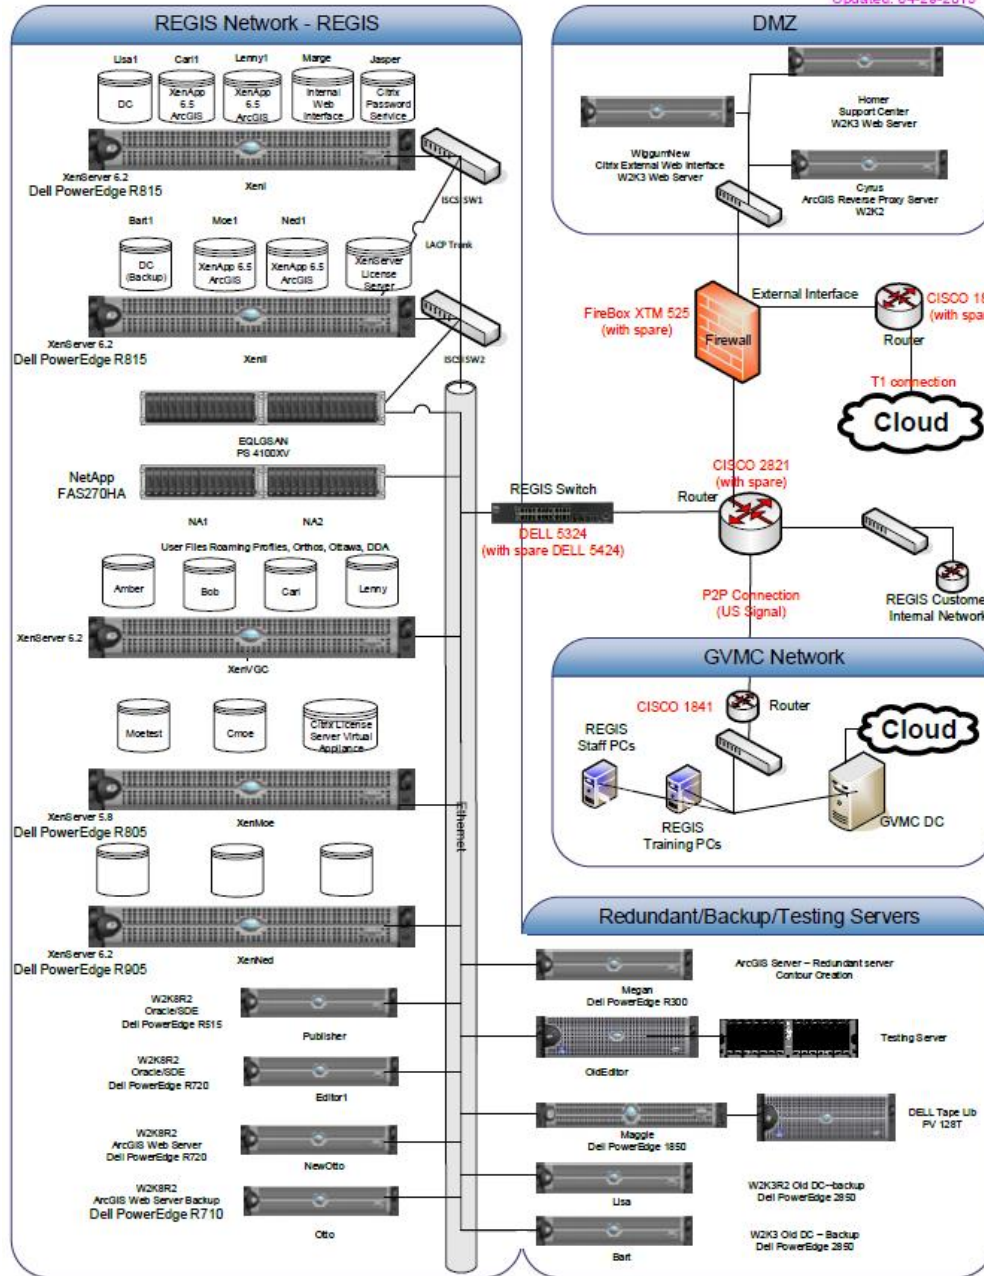 REGIS Network - REGIS
Lisa1
Carl1
Lenny1
Marge
Jasper
DC
XenApp
6.5
ArcGIS
XenApp
6.5
ArcGIS
Internal
Web
Interface
Citrix
Password
Service
XenServer 6.2
Dell PowerEdge R815
XenI
ISCSI SW1
Bart1
Moe1
Ned1
LACP Trunk
DC
(Backup)
XenApp 6.5
ArcGIS
XenApp 6.5
ArcGIS
XenServer
License
Server
XenServer 6.2
Dell PowerEdge R815
XenII
ISCSI SW2
EQLGSAN
PS 4100XV
NetApp
FAS270HA
NA1
NA2
User Files Roaming Profiles, Orthos, Ottawa, DDA
Amber
Bob
Carl
Lenny
XenServer 6.2
XenVGC
Moetest
Cmoe
Citrix License
Server Virtual
Appliance
XenServer 5.8
Dell PowerEdge R805
XenMoe
Ethernet
XenServer 6.2
Dell PowerEdge R905
XenNed
W2K8R2
Oracle/SDE
Dell PowerEdge R515
Publisher
W2K8R2
Oracle/SDE
Dell PowerEdge R720
Editor1
W2K8R2
ArcGIS Web Server
Dell PowerEdge R720
NewOtto
W2K8R2
ArcGIS Web Server Backup
Dell PowerEdge R710
Otto
DMZ
Homer
Support Center
W2K3 Web Server
WiggumNew
Citrix External Web Interface
W2K3 Web Server
Cyrus
ArcGIS Reverse Proxy Server
W2K2
FireBox XTM 525
(with spare)
Firewall
External Interface
CISCO
Router
T1 connection
Cloud
CISCO 2821
(with spare)
Router
REGIS Switch
DELL 5324
(with spare DELL 5424)
P2P Connection
(US Signal)
REGIS Customer
Internal Network
GVMC Network
CISCO 1841
Router
Cloud
REGIS
Staff PCs
REGIS
Training PCs
GVMC DC
Redundant/Backup/Testing Servers
Megan
Dell PowerEdge R300
ArcGIS Server – Redundant server
Contour Creation
OldEditor
Testing Server
Maggie
Dell PowerEdge 1850
DELL Tape Lib
PV 128T
Lisa
W2K3R2 Old DC–backup
Dell PowerEdge 2850
Bart
W2K3 Old DC – Backup
Dell PowerEdge 2850